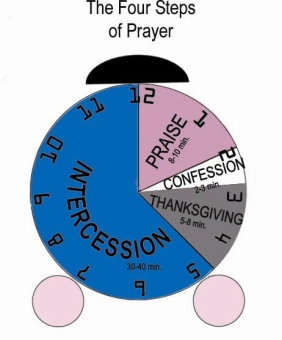 The Four Steps
of Prayer
12
1
2
3
4
5
6
7
8
9
10
11
PRAISE
8-10 min.
CONFESSION
2-3 min.
THANKSGIVING
5-8 min.
INTERCESSION
30-40 min.